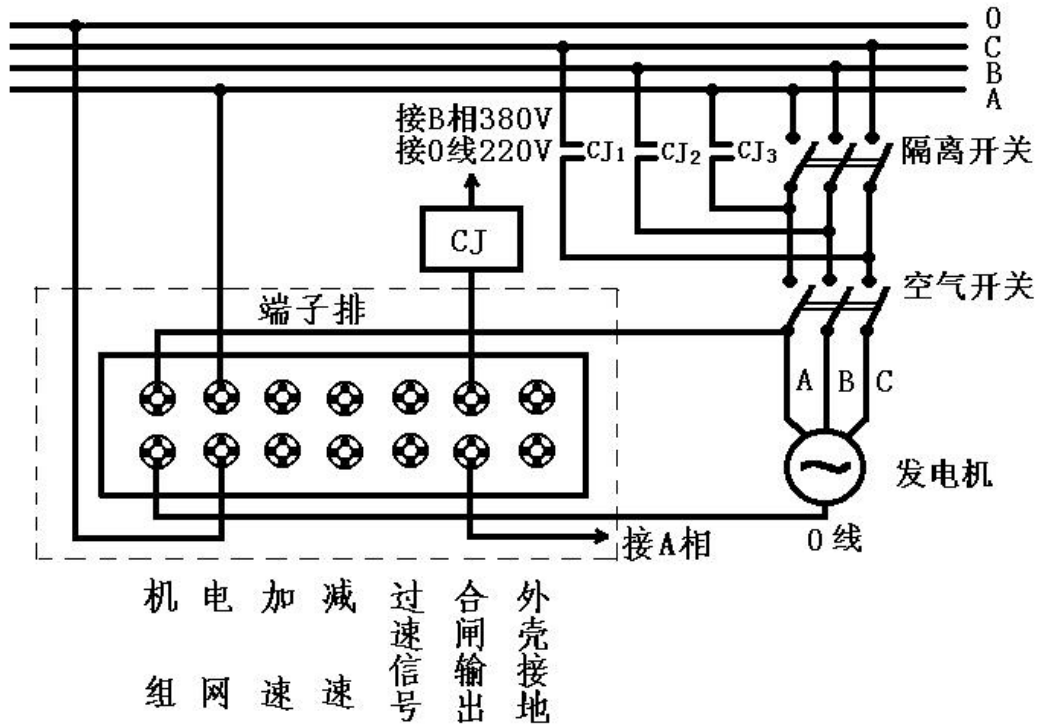 0
C
B
A
接B相380V
接0线220V
CJ1
CJ2
CJ3
隔离开关
CJ
空气开关
端子排
A
B
C
发电机
0线
接A相
机组
电网
加速
减速
过速信号
合闸输出
外壳接地